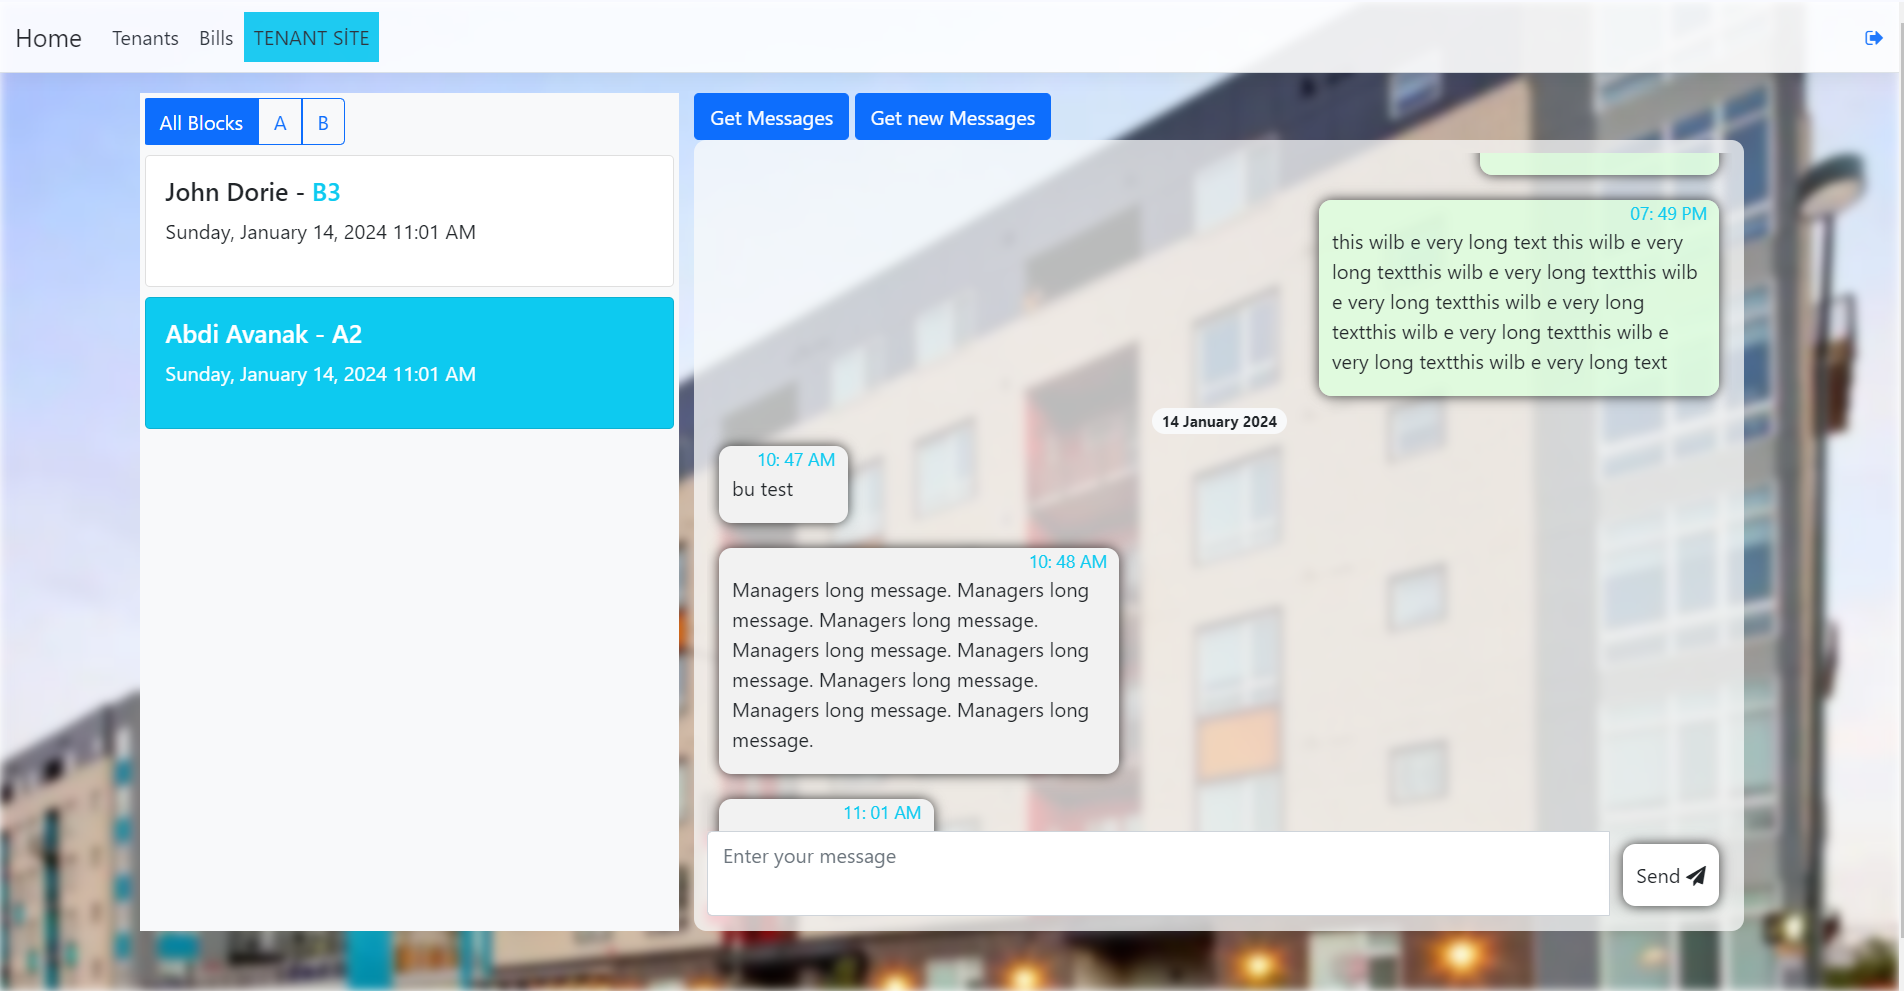 Home Tenants Bills TENANT SİTE
All Blocks A B
John Dorie - B3
Sunday, January 14, 2024 11:01 AM
Abdi Avanak - A2
Sunday, January 14, 2024 11:01 AM
Get Messages Get new Messages
07: 49 PM
this wilb e very long text this wilb e very
long textthis wilb e very long textthis wilb
e very long textthis wilb e very long
textthis wilb e very long textthis wilb e
very long textthis wilb e very long text
14 January 2024
10: 47 AM
bu test
10: 48 AM
Managers long message. Managers long
message. Managers long message.
Managers long message. Managers long
message. Managers long message.
Managers long message. Managers long
message.
11: 01 AM
Enter your message
Send